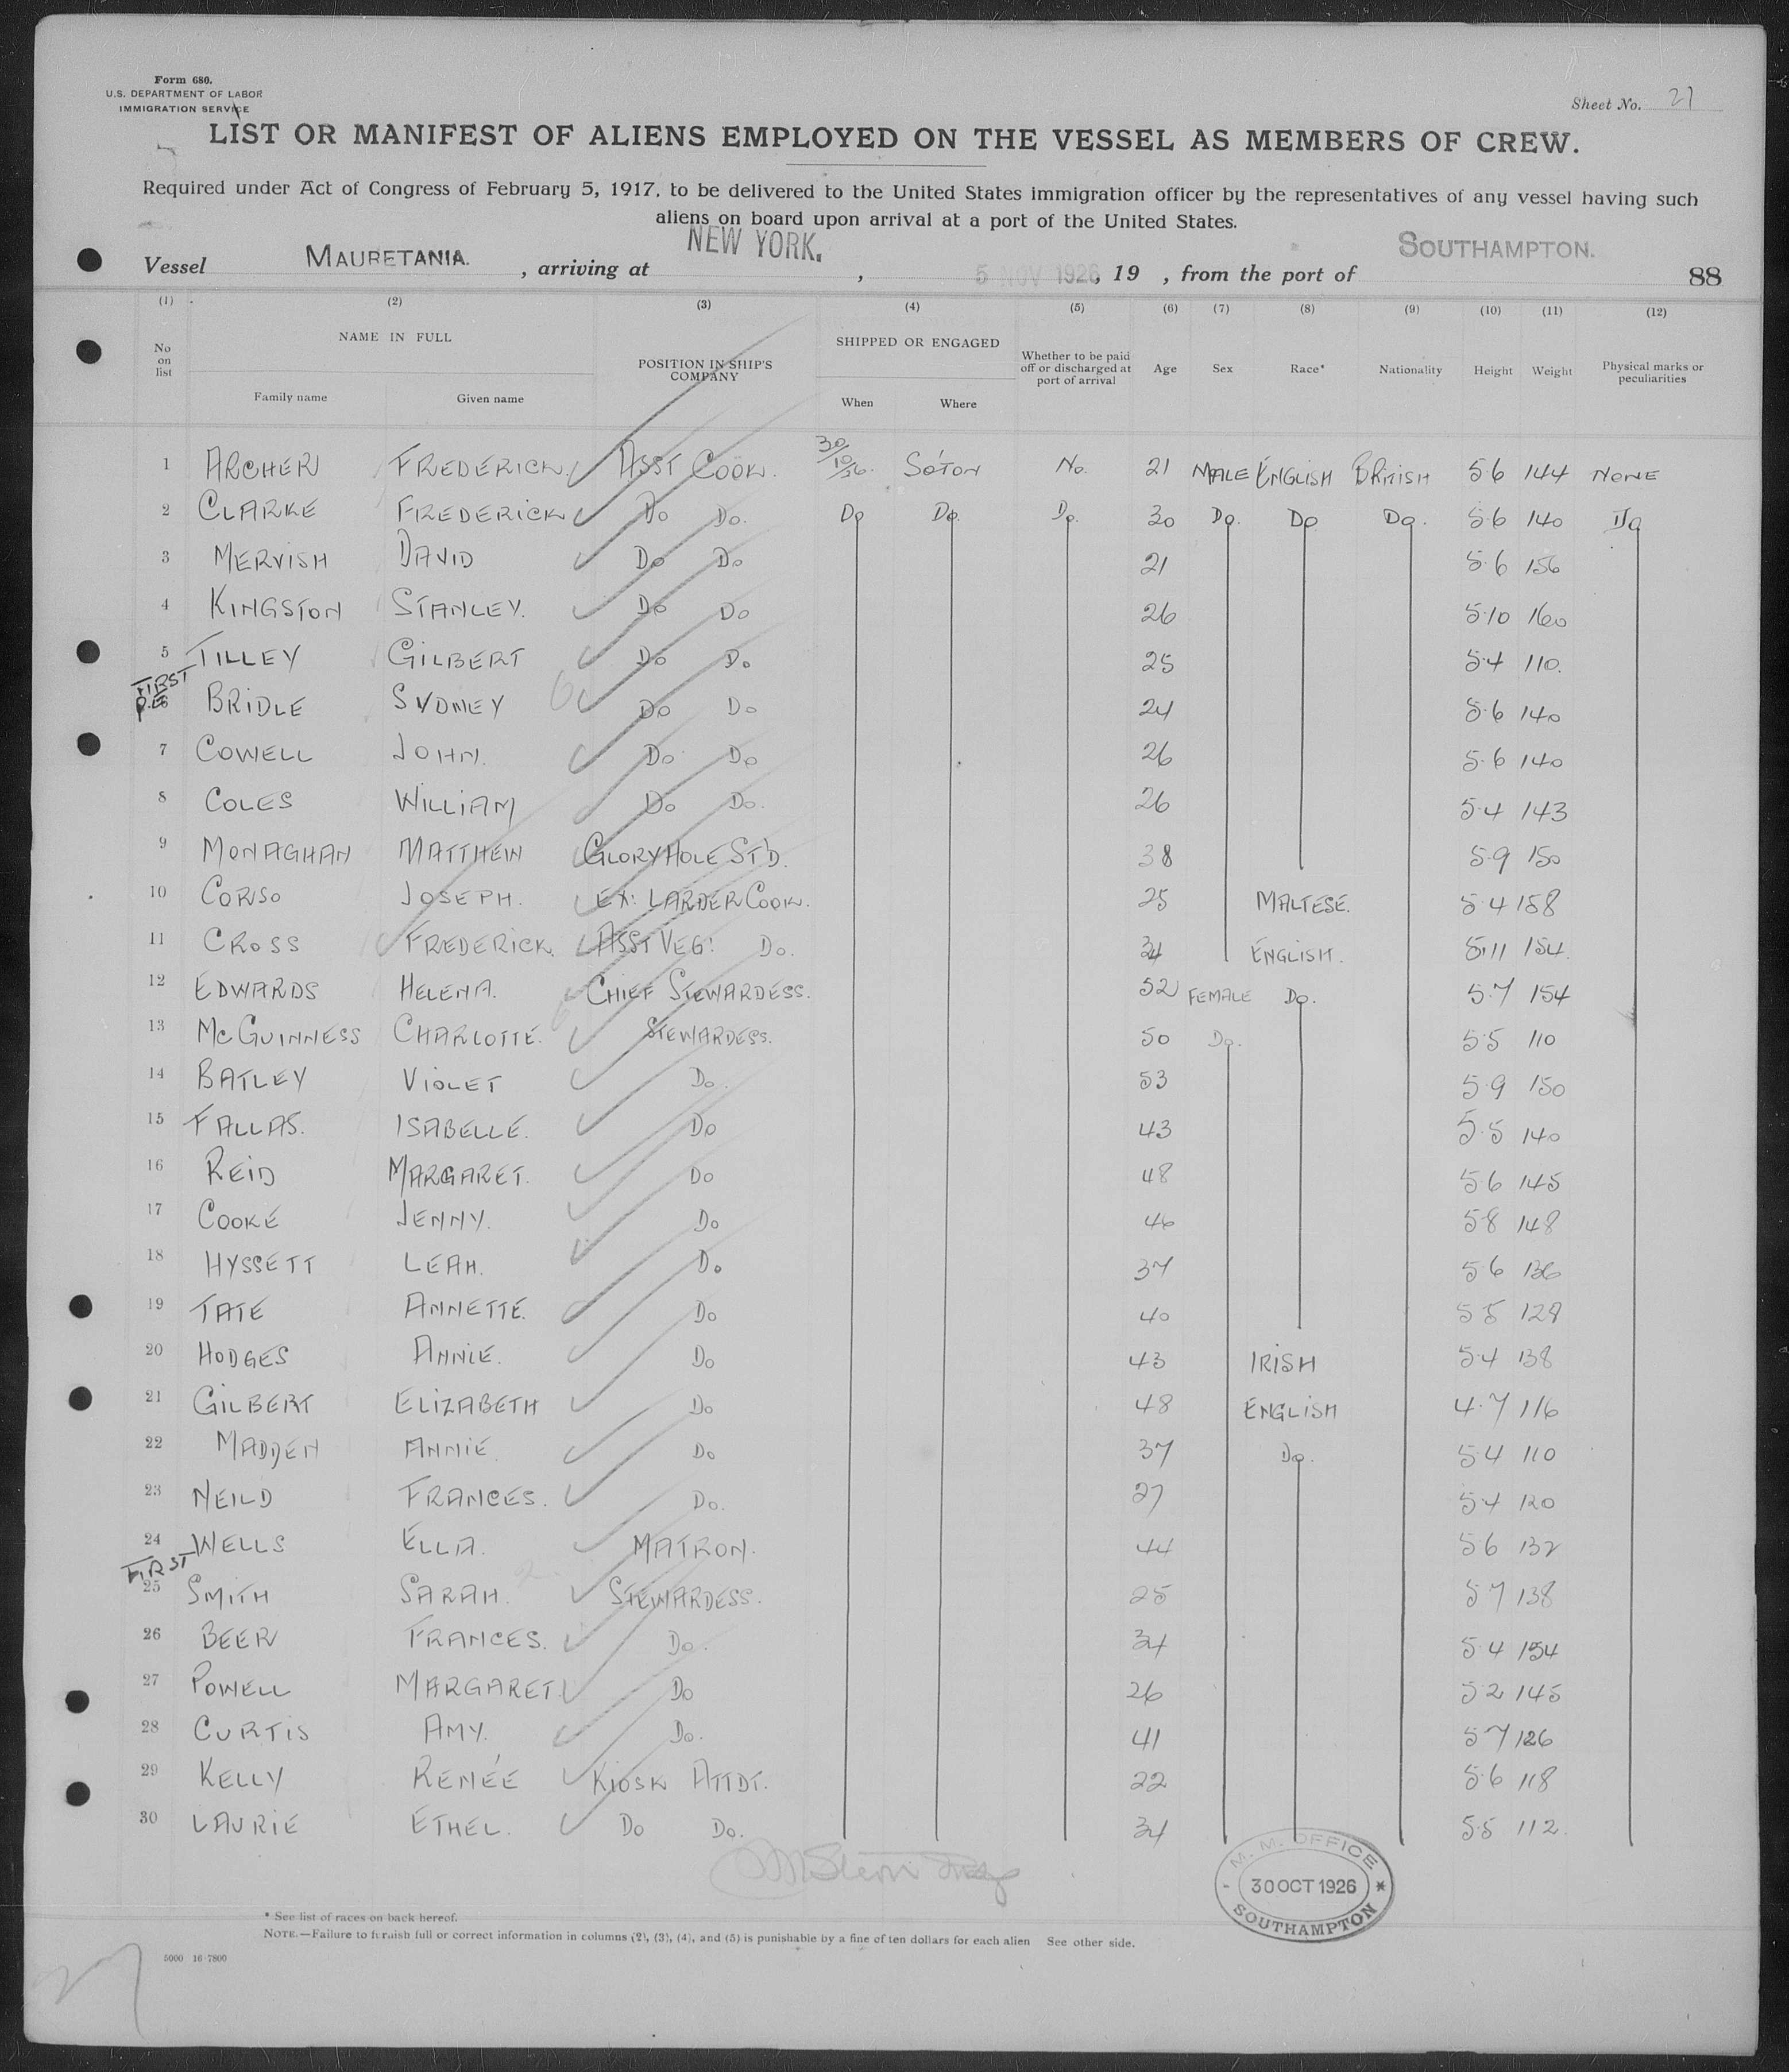 Form 680.
U.S. DEPARTMENT OF LABOR
IMMIGRATION SERVICE
Sheet No. 21
LIST OR MANIFEST OF ALIENS EMPLOYED ON THE VESSEL AS MEMBERS OF CREW.
Required under Act of Congress of February 5, 1917, to be delivered to the United States immigration officer by the representatives of any vessel having such
aliens on board upon arrival at a port of the United States.
Vessel MAURETANIA. , arriving at NEW YORK. , 5 NOV 1926, 19 , from the port of SOUTHAMPTON. 88
(1) (2) (3) (4) (5) (6) (7) (8) (9) (10) (11) (12)
No on list NAME IN FULL Family name Given name POSITION IN SHIP'S COMPANY SHIPPED OR ENGAGED When Where Whether to be paid off or discharged at port of arrival Age Sex Race* Nationality Height Weight Physical marks or peculiarities
1 ARCHER FREDERICK. ASST COOK. 30/10/26. SO'TON No. 21 MALE ENGLISH BRITISH 5.6 144 NONE
2 CLARKE FREDERICK Do Do. Do Do. Do. 30 Do. Do Do. 5.6 140 Do
3 MERVISH DAVID Do Do 21 5.6 156
4 KINGSTON STANLEY. Do Do 26 5.10 160
5 TILLEY GILBERT Do Do 25 5.4 110.
FIRST
BRIDLE SYDNEY Do Do 24 5.6 140
7 COWELL JOHN. Do Do 26 5.6 140
8 COLES WILLIAM Do Do. 26 5.4 143
9 MONAGHAN MATTHEW GLORY HOLE ST'D. 38 5.9 150
10 CORSO JOSEPH. EX: LARDER COOK. 25 MALTESE. 5.4 158
11 CROSS FREDERICK. ASST VEG: Do. 34 ENGLISH. 5.11 154.
12 EDWARDS HELENA. CHIEF STEWARDESS. 52 FEMALE Do. 5.7 154
13 McGUINNESS CHARLOTTE. STEWARDESS. 50 Do. 5.5 110
14 BATLEY VIOLET Do. 53 5.9 150
15 FALLAS. ISABELLE. Do 43 5.5 140
16 REID MARGARET. Do 48 5.6 145
17 COOKE JENNY. Do 46 5.8 148
18 HYSSETT LEAH. Do 37 5.6 136
19 TATE ANNETTE. Do 40 5.5 128
20 HODGES ANNIE. Do 43 IRISH 5.4 138
21 GILBERT ELIZABETH Do 48 ENGLISH 4.7 116
22 MADDEN ANNIE Do 37 Do. 5.4 110
23 NEILD FRANCES. Do. 27 5.4 120
24 WELLS ELLA. MATRON. 44 5.6 132
FIRST
25 SMITH SARAH. STEWARDESS. 25 5.7 138
26 BEER FRANCES. Do. 34 5.4 154
27 POWELL MARGARET. Do 26 5.2 145
28 CURTIS AMY. Do. 41 5.7 126
29 KELLY RENÉE KIOSK ATTDT. 22 5.6 118
30 LAURIE ETHEL. Do Do. 34 5.5 112.
M. M. OFFICE
30 OCT 1926
SOUTHAMPTON
* See list of races on back hereof.
NOTE.—Failure to furnish full or correct information in columns (2), (3), (4), and (5) is punishable by a fine of ten dollars for each alien See other side.
5000 16-7800